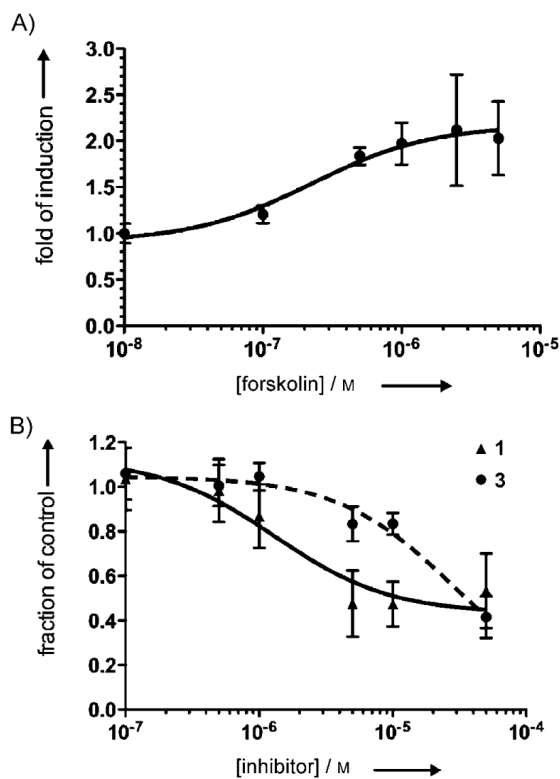 A)
fold of induction
3.0
2.5
2.0
1.5
1.0
0.5
0.0
10⁻⁸ 10⁻⁷ 10⁻⁶ 10⁻⁵
[forskolin] / M
B)
1
3
fraction of control
1.2
1.0
0.8
0.6
0.4
0.2
0.0
10⁻⁷ 10⁻⁶ 10⁻⁵ 10⁻⁴
[inhibitor] / M